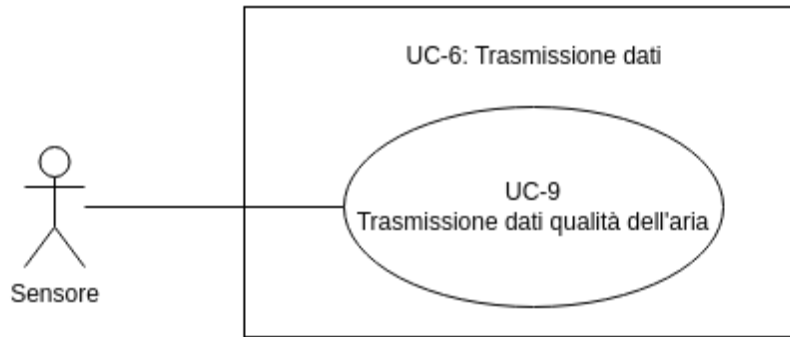 UC-6: Trasmissione dati
UC-9
Trasmissione dati qualità dell'aria
Sensore